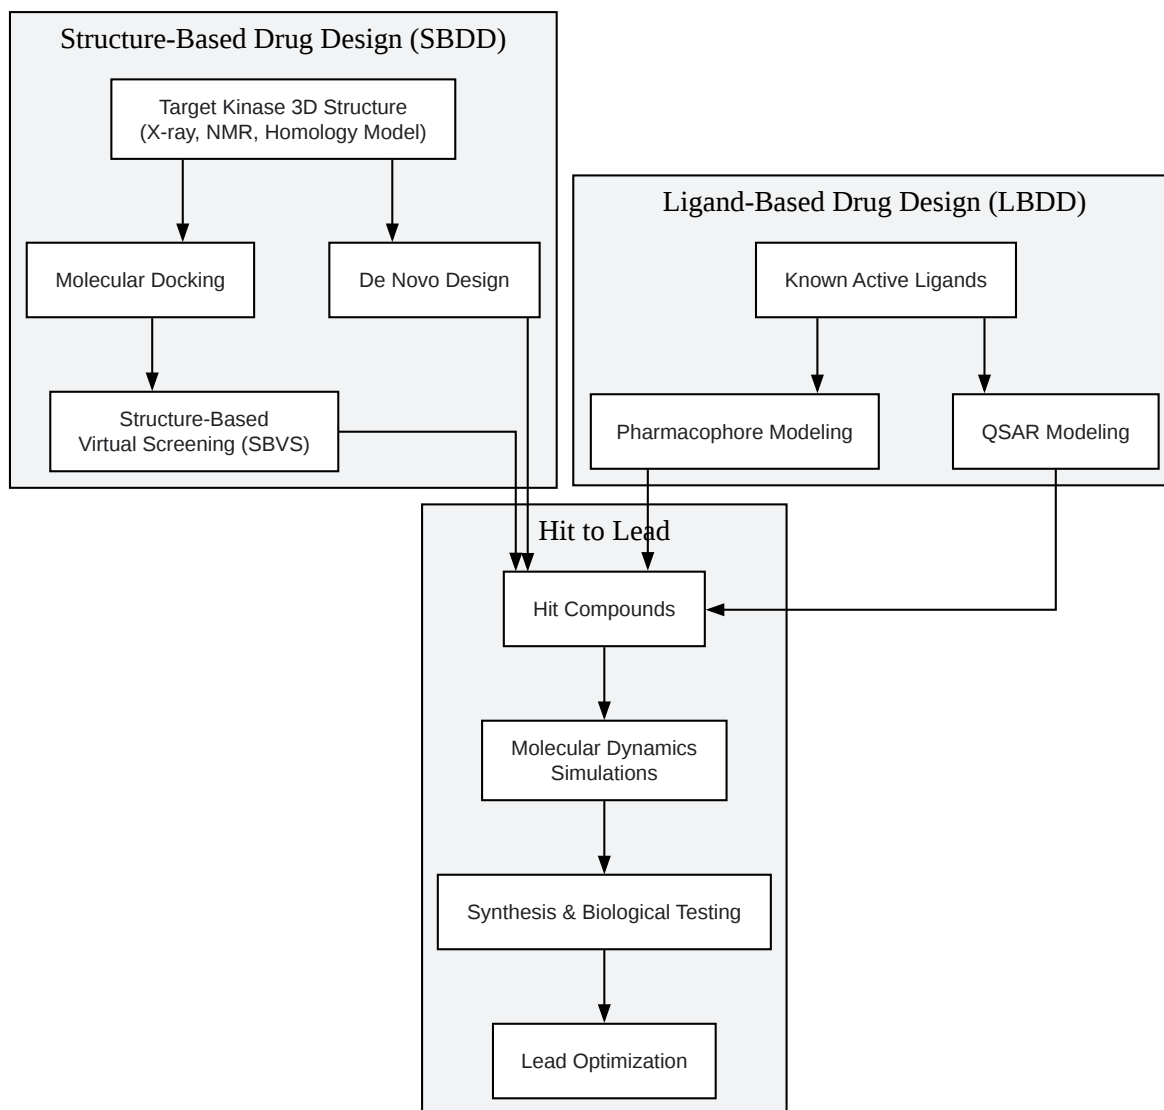 Structure-Based Drug Design (SBDD)
Target Kinase 3D Structure
(X-ray, NMR, Homology Model)
Molecular Docking
De Novo Design
Structure-Based
Virtual Screening (SBVS)
Ligand-Based Drug Design (LBDD)
Known Active Ligands
Pharmacophore Modeling
QSAR Modeling
Hit to Lead
Hit Compounds
Molecular Dynamics
Simulations
Synthesis & Biological Testing
Lead Optimization